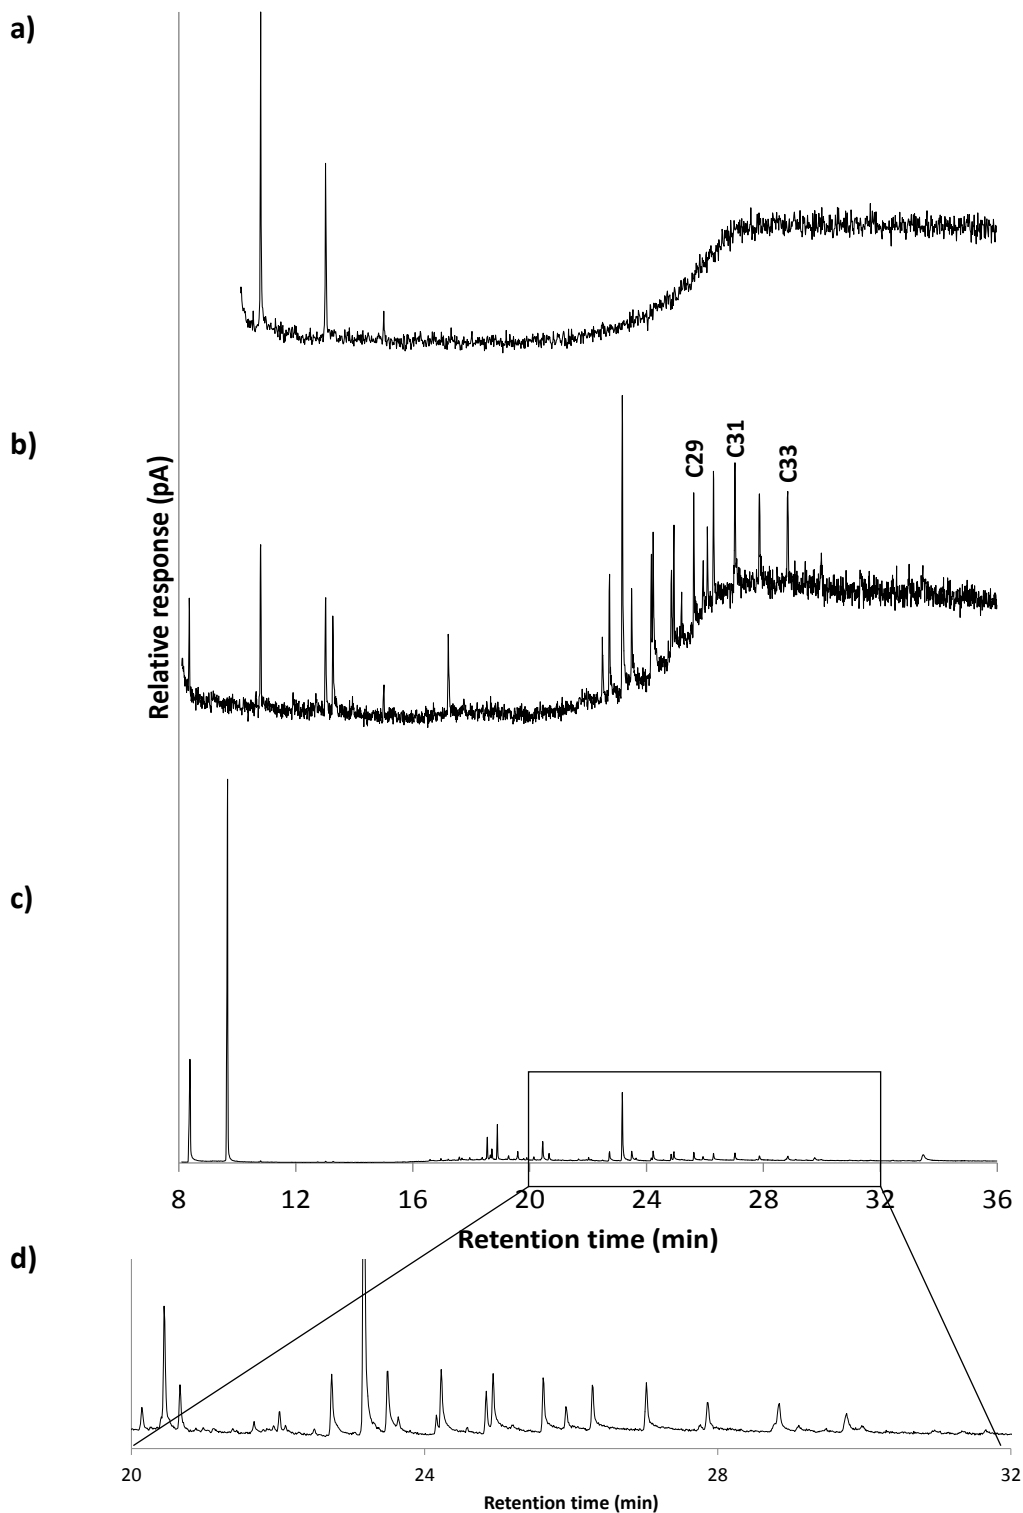 a)
b)
C29
C31
C33
Relative response (pA)
c)
8 12 16 20 24 28 32 36
Retention time (min)
d)
20 24 28 32
Retention time (min)